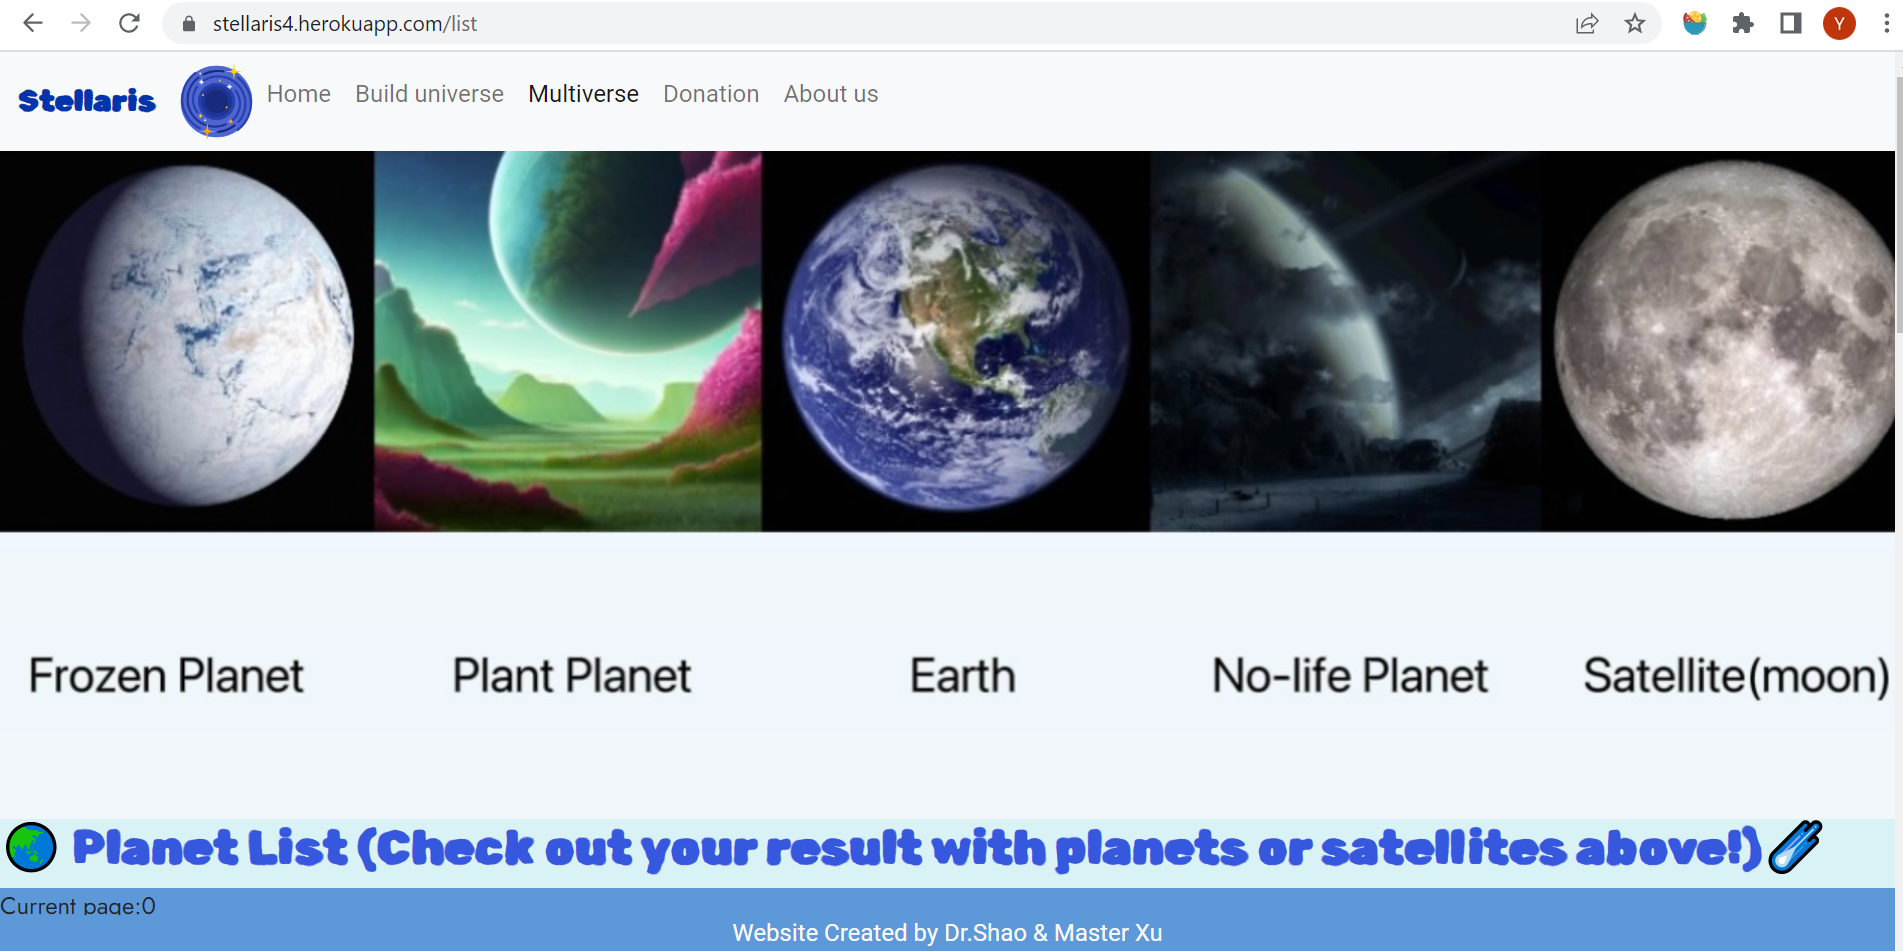 stellaris4.herokuapp.com/list
Y
Stellaris Home Build universe Multiverse Donation About us
Frozen Planet Plant Planet Earth No-life Planet Satellite(moon)
Planet List (Check out your result with planets or satellites above!)
Current page:0
Website Created by Dr.Shao & Master Xu